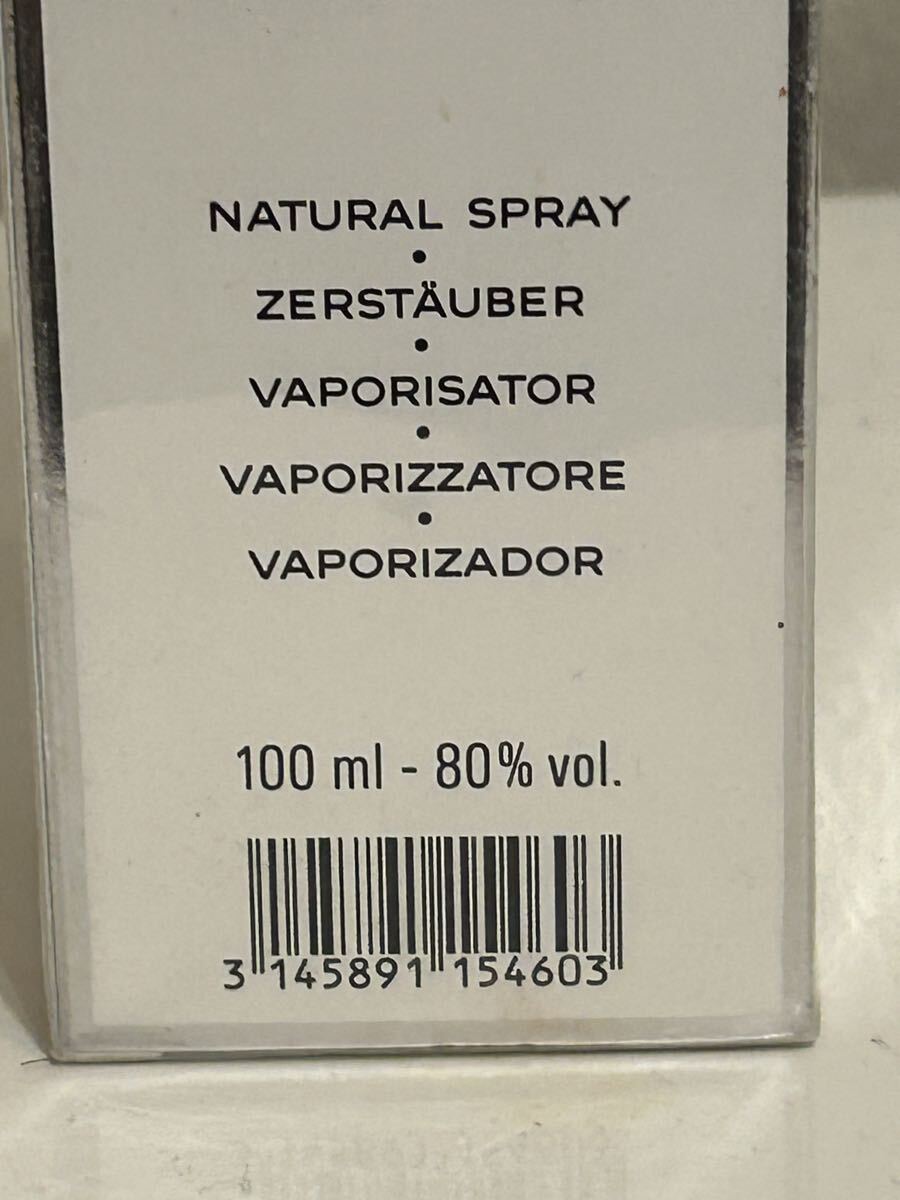 NATURAL SPRAY
•
ZERSTÄUBER
•
VAPORISATOR
•
VAPORIZZATORE
•
VAPORIZADOR
100 ml - 80% vol.
3 145891 154603